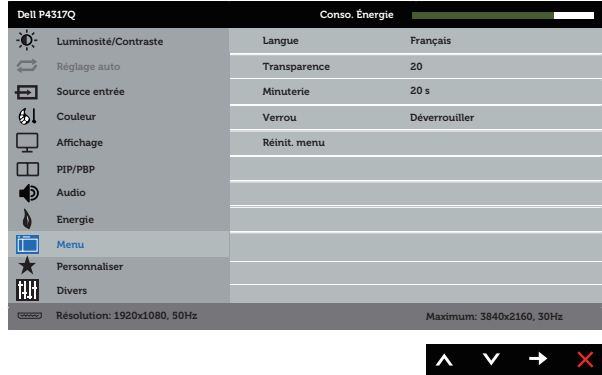 Dell P4317Q Conso. Énergie
Luminosité/Contraste Langue Français
Réglage auto Transparence 20
Source entrée Minuterie 20 s
Couleur Verrou Déverrouiller
Affichage Réinit. menu
PIP/PBP
Audio
Energie
Menu
Personnaliser
Divers
Résolution: 1920x1080, 50Hz Maximum: 3840x2160, 30Hz